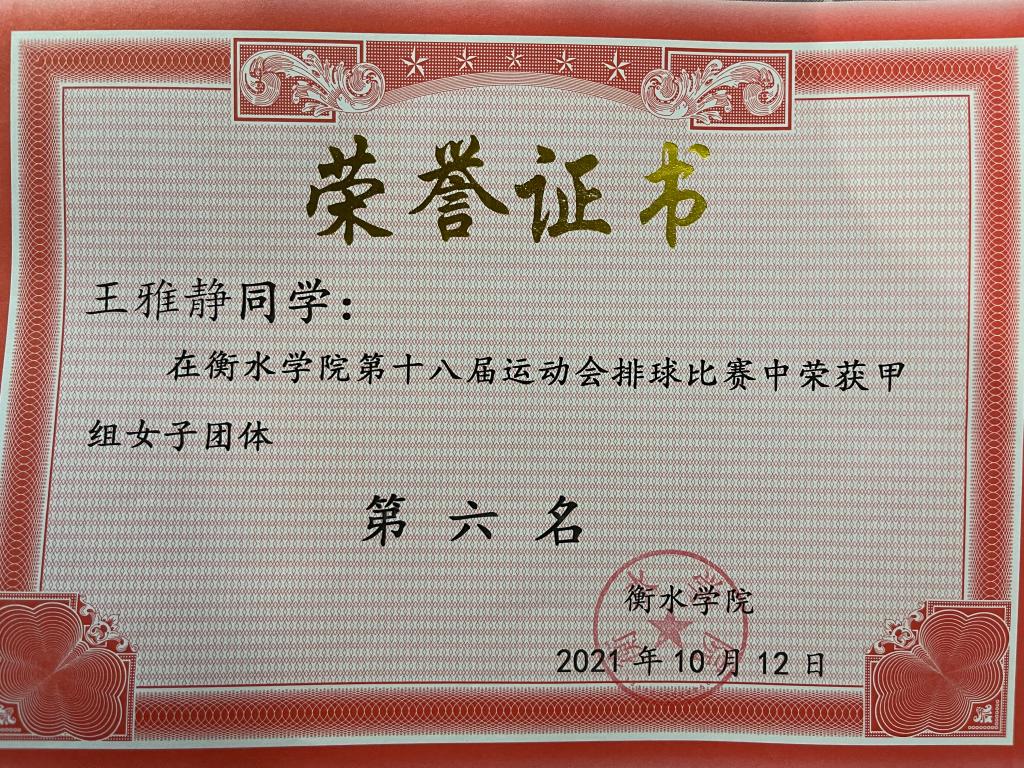 荣誉证书
王雅静同学：
在衡水学院第十八届运动会排球比赛中荣获甲
组女子团体
第六名
衡水学院
2021年10月12日